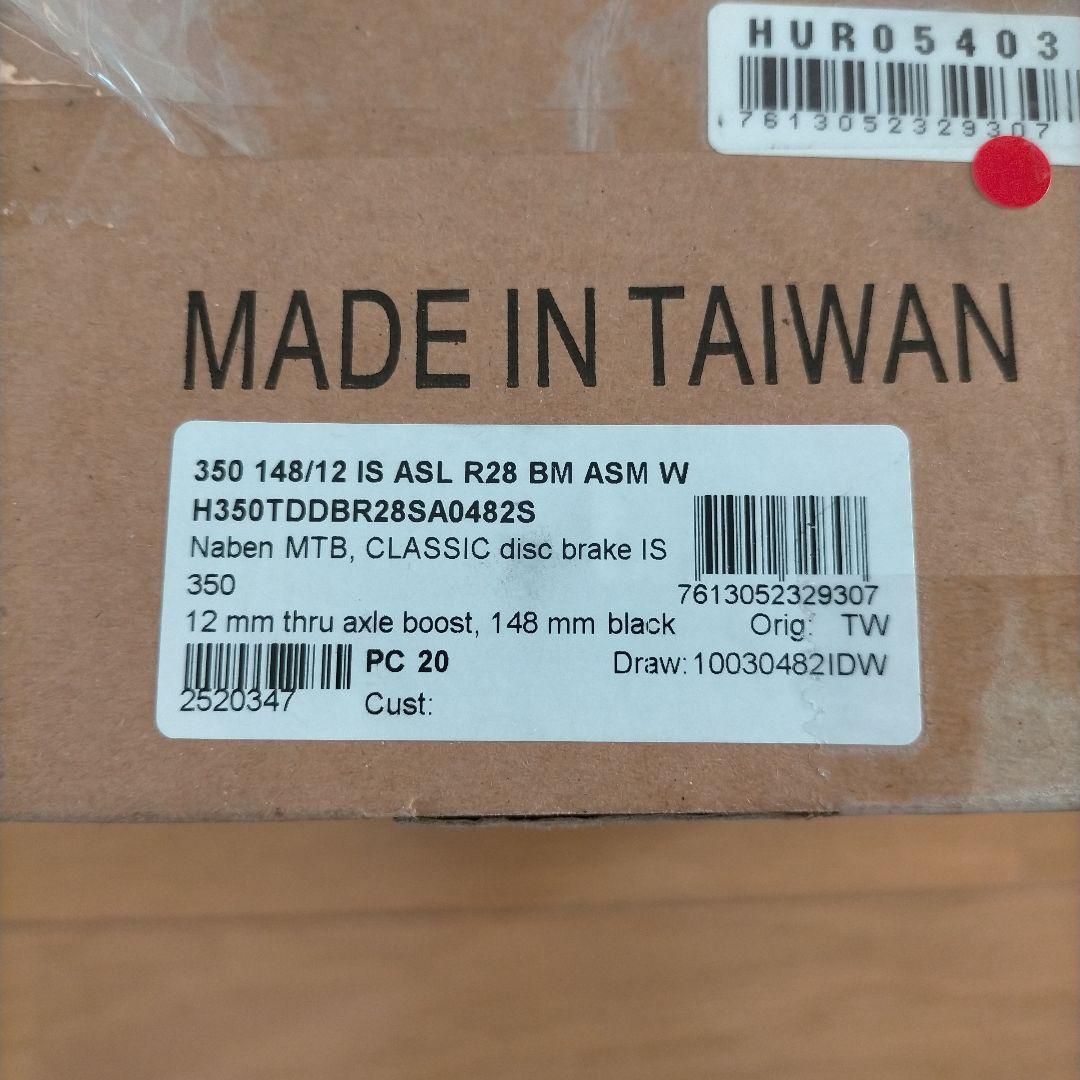 HUR05403
7613052329307
MADE IN TAIWAN
350 148/12 IS ASL R28 BM ASM W
H350TDDBR28SA0482S
Naben MTB, CLASSIC disc brake IS
350
7613052329307
12 mm thru axle boost, 148 mm black
Orig: TW
PC 20
Draw: 10030482IDW
2520347
Cust: